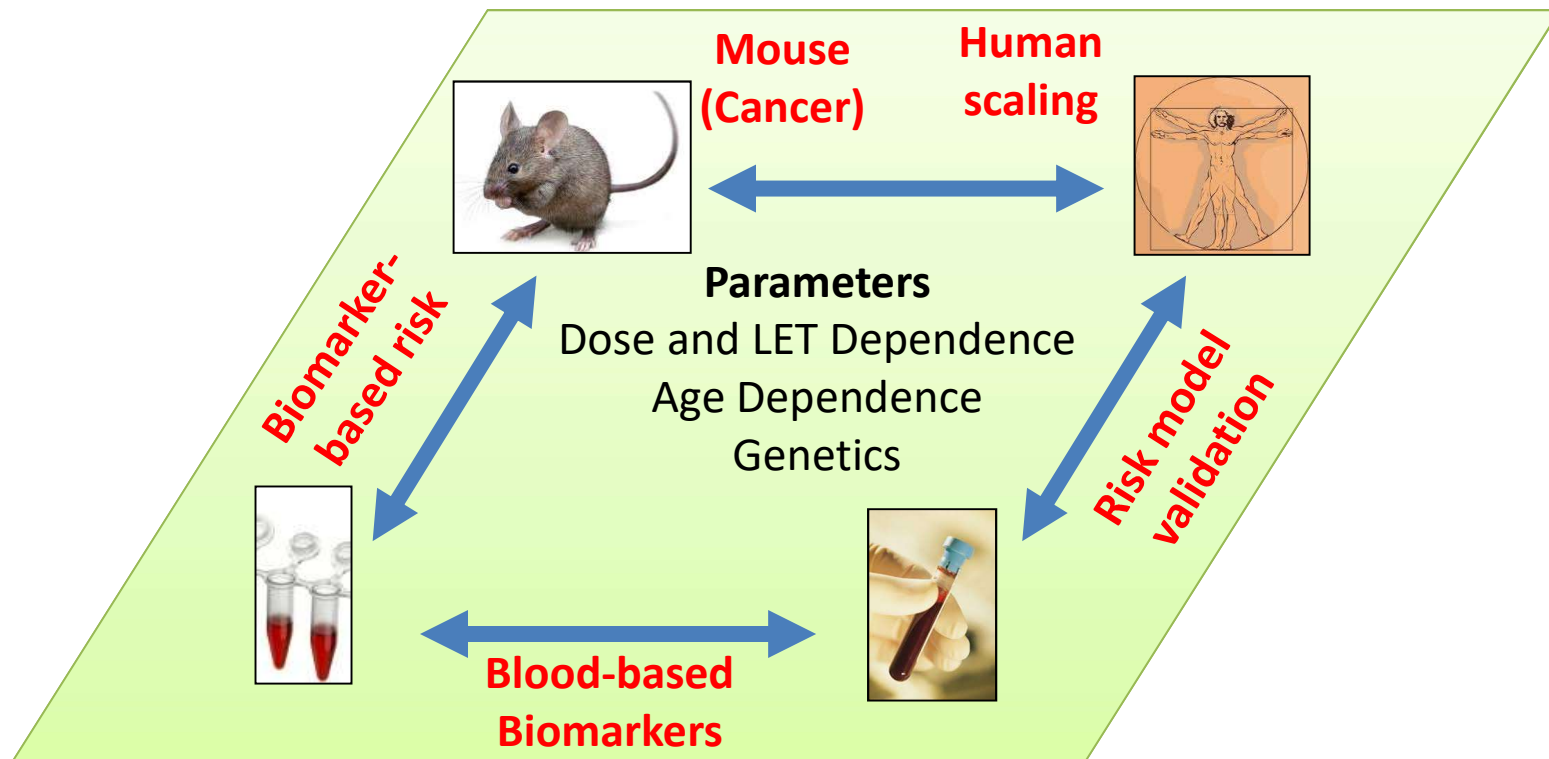 Mouse
(Cancer)
Human
scaling
Biomarker-
based risk
Parameters
Dose and LET Dependence
Age Dependence
Genetics
Risk model
validation
Blood-based
Biomarkers